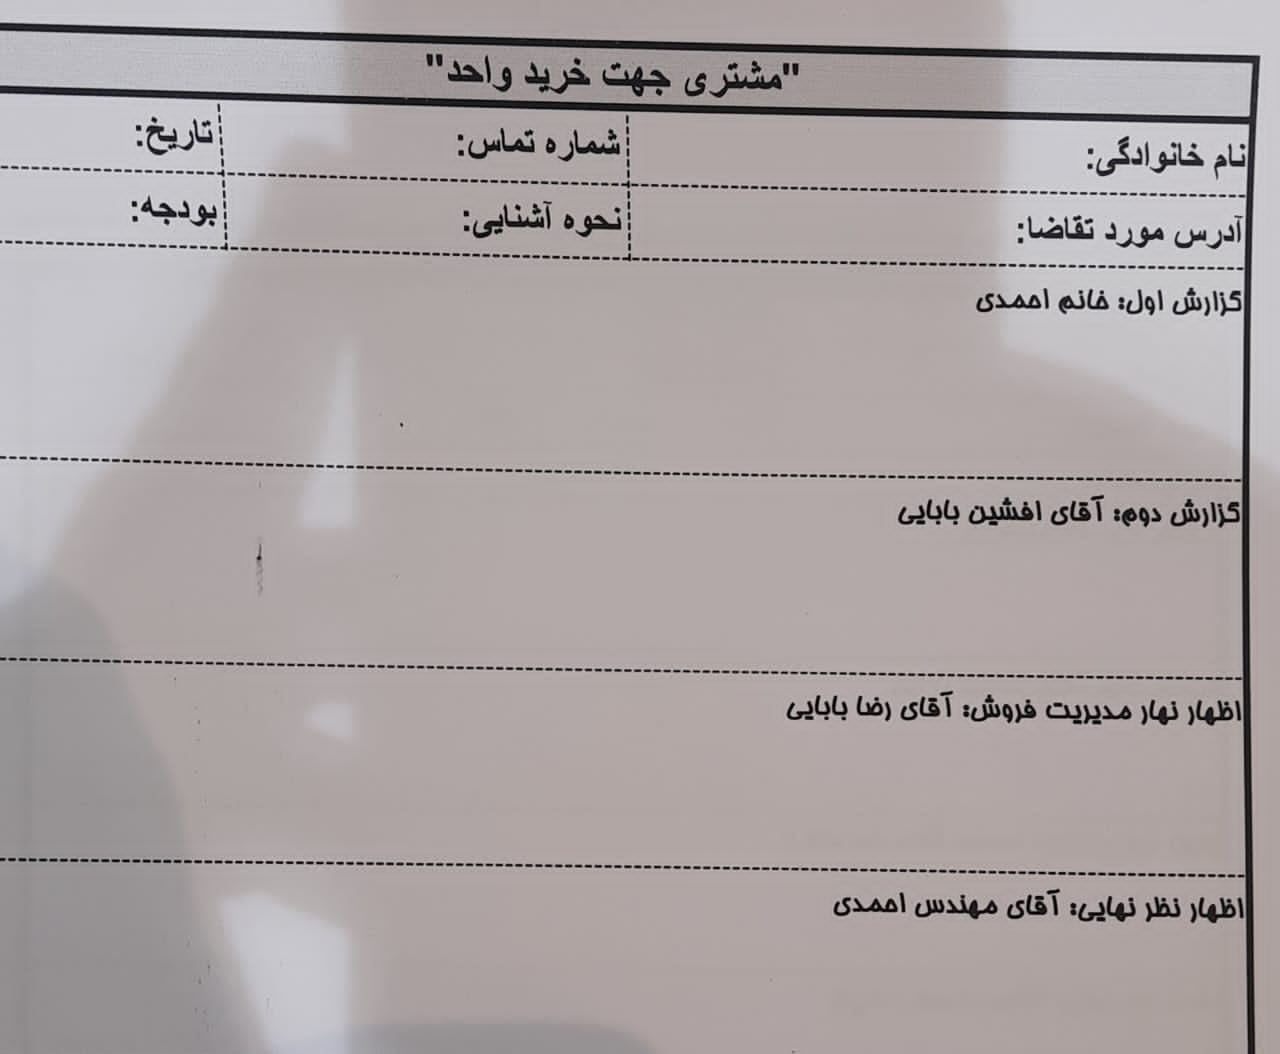 "مشتری جهت خرید واحد"
نام خانوادگی: شماره تماس: تاریخ:
آدرس مورد تقاضا: نحوه آشنایی: بودجه:
گزارش اول: خانم احمدی
گزارش دوم: آقای افشین بابایی
اظهار نهار مدیریت فروش: آقای رضا بابایی
اظهار نظر نهایی: آقای مهندس احمدی